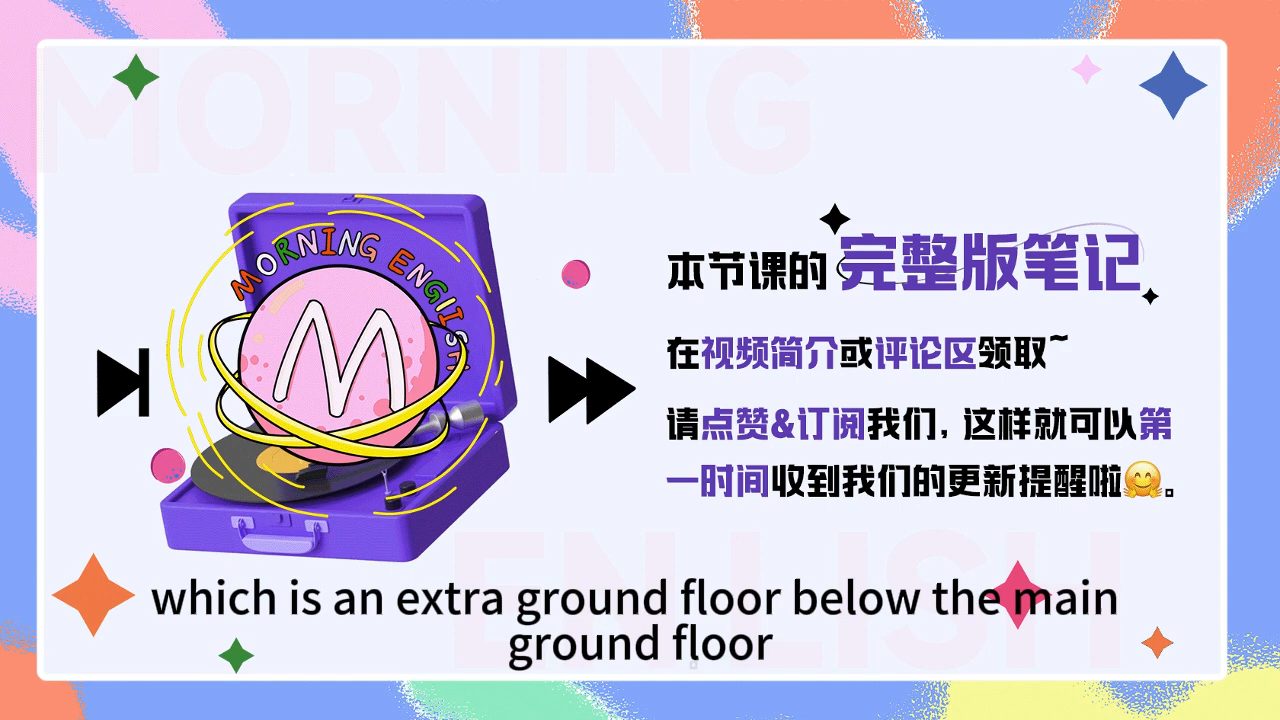 MORNING
MORNING ENGLISH
M
本节课的 完整版笔记
在视频简介或评论区领取~
请点赞&订阅我们, 这样就可以第
一时间收到我们的更新提醒啦🤗。
which is an extra ground floor below the main
ground floor